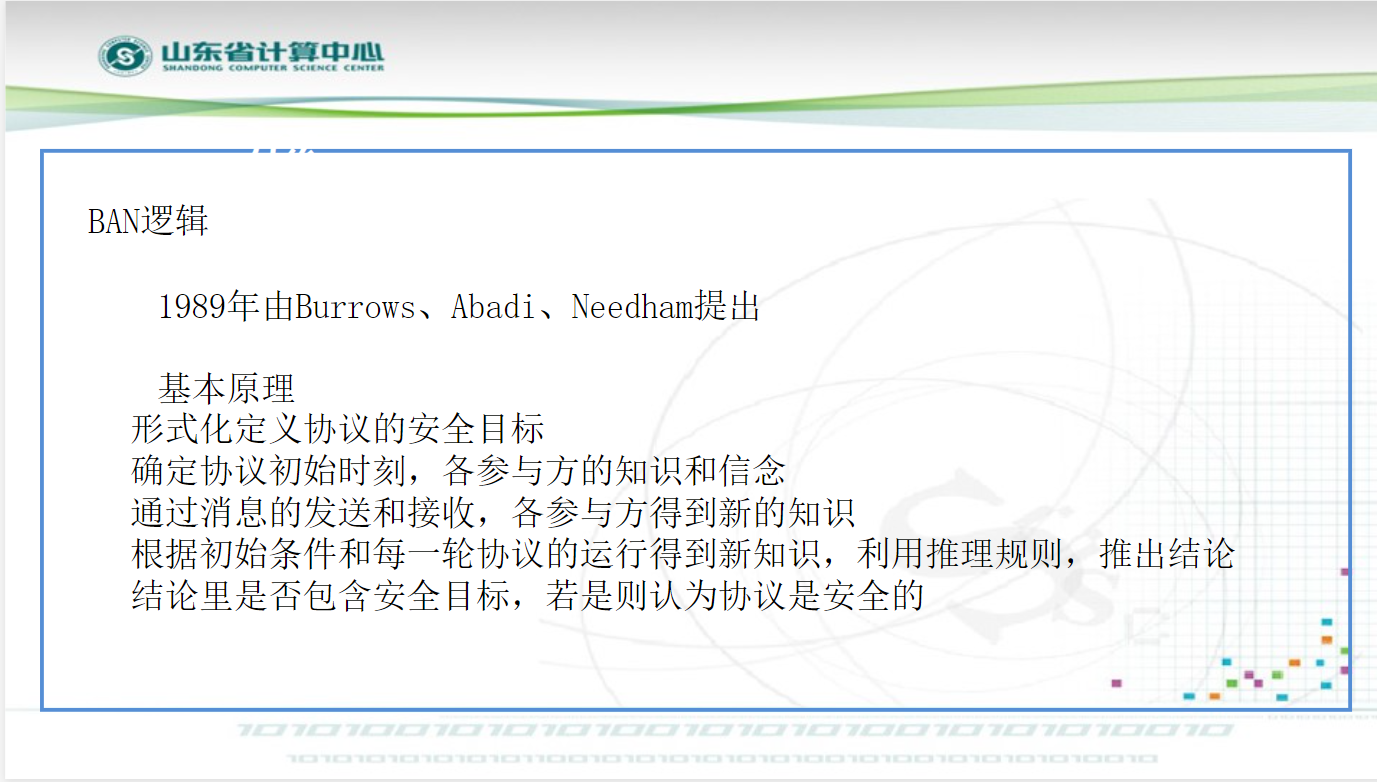 山东省计算中心
SHANDONG COMPUTER SCIENCE CENTER
BAN逻辑
1989年由Burrows、Abadi、Needham提出
基本原理
形式化定义协议的安全目标
确定协议初始时刻，各参与方的知识和信念
通过消息的发送和接收，各参与方得到新的知识
根据初始条件和每一轮协议的运行得到新知识，利用推理规则，推出结论
结论里是否包含安全目标，若是则认为协议是安全的